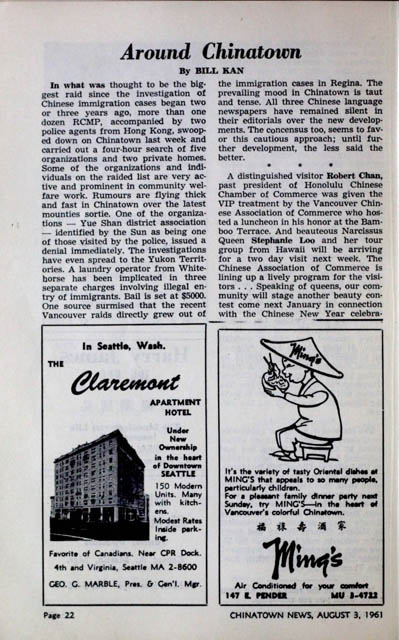 Around Chinatown
By BILL KAN
In what was thought to be the big-
gest raid since the investigation of
Chinese immigration cases began two
or three years ago, more than one
dozen RCMP, accompanied by two
police agents from Hong Kong, swoop-
ed down on Chinatown last week and
carried out a four-hour search of five
organizations and two private homes.
Some of the organizations and indi-
viduals on the raided list are very ac-
tive and prominent in community wel-
fare work. Rumours are flying thick
and fast in Chinatown over the latest
mounties sortie. One of the organiza-
tions — Yue Shan district association
— identified by the Sun as being one
of those visited by the police, issued a
denial immediately. The investigations
have even spread to the Yukon Territ-
ories. A laundry operator from White-
horse has been implicated in three
separate charges involving illegal en-
try of immigrants. Bail is set at $5000.
One source surmised that the recent
Vancouver raids directly grew out of
the immigration cases in Regina. The
prevailing mood in Chinatown is taut
and tense. All three Chinese language
newspapers have remained silent in
their editorials over the new develop-
ments. The concensus too, seems to fav-
or this cautious approach; until fur-
ther development, the less said the
better.
* * *
A distinguished visitor Robert Chan,
past president of Honolulu Chinese
Chamber of Commerce was given the
VIP treatment by the Vancouver Chin-
ese Association of Commerce who hos-
ted a luncheon in his honor at the Bam-
boo Terrace. And beauteous Narcissus
Queen Stephanie Loo and her tour
group from Hawaii will be arriving
for a two day visit next week. The
Chinese Association of Commerce is
lining up a lively program for the visi-
tors . . . Speaking of queens, our com-
munity will stage another beauty con-
test come next January in connection
with the Chinese New Year celebra-
In Seattle, Wash.
THE
Claremont
APARTMENT
HOTEL
Under
New
Ownership
in the heart
of Downtown
SEATTLE
150 Modern
Units. Many
with kitch-
ens.
Modest Rates
Inside park-
ing.
Favorite of Canadians. Near CPR Dock.
4th and Virginia, Seattle MA 2-8600
GEO. G. MARBLE, Pres. & Gen'l. Mgr.
Ming's
It's the variety of tasty Oriental dishes at
MING'S that appeals to so many people,
particularly children.
For a pleasant family dinner party next
Sunday, try MING'S—in the heart of
Vancouver's colorful Chinatown.
福祿壽酒家
Ming's
Air Conditioned for your comfort
147 E. PENDER MU 3-4722
Page 22
CHINATOWN NEWS, AUGUST 3, 1961